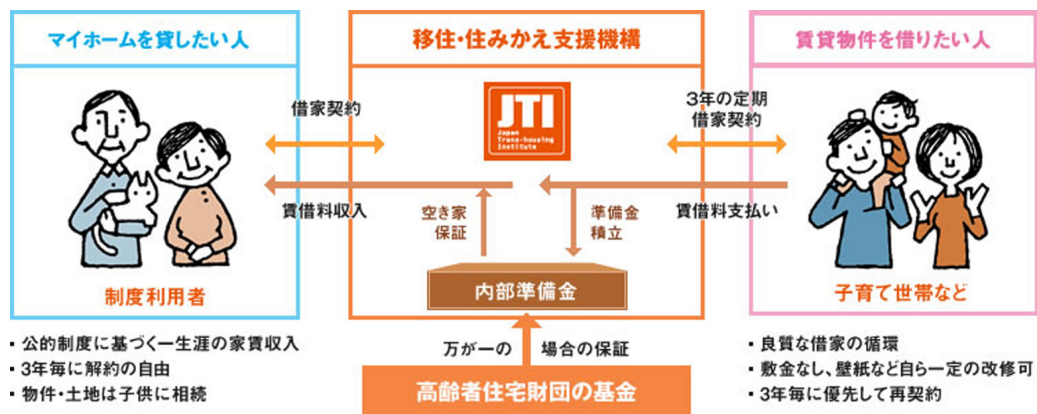 マイホームを貸したい人
移住・住みかえ支援機構
賃貸物件を借りたい人
借家契約
JTI
Japan
Trans-housing
Institute
3年の定期
借家契約
賃借料収入
空き家
保証
準備金
積立
賃借料支払い
内部準備金
制度利用者
子育て世帯など
・公的制度に基づく一生涯の家賃収入
・3年毎に解約の自由
・物件・土地は子供に相続
万が一の 場合の保証
高齢者住宅財団の基金
・良質な借家の循環
・敷金なし、壁紙など自ら一定の改修可
・3年毎に優先して再契約